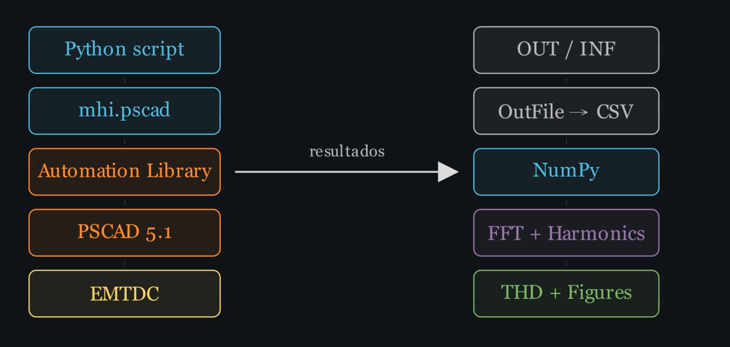 Python script
mhi.pscad
Automation Library
PSCAD 5.1
EMTDC
resultados
OUT / INF
OutFile → CSV
NumPy
FFT + Harmonics
THD + Figures